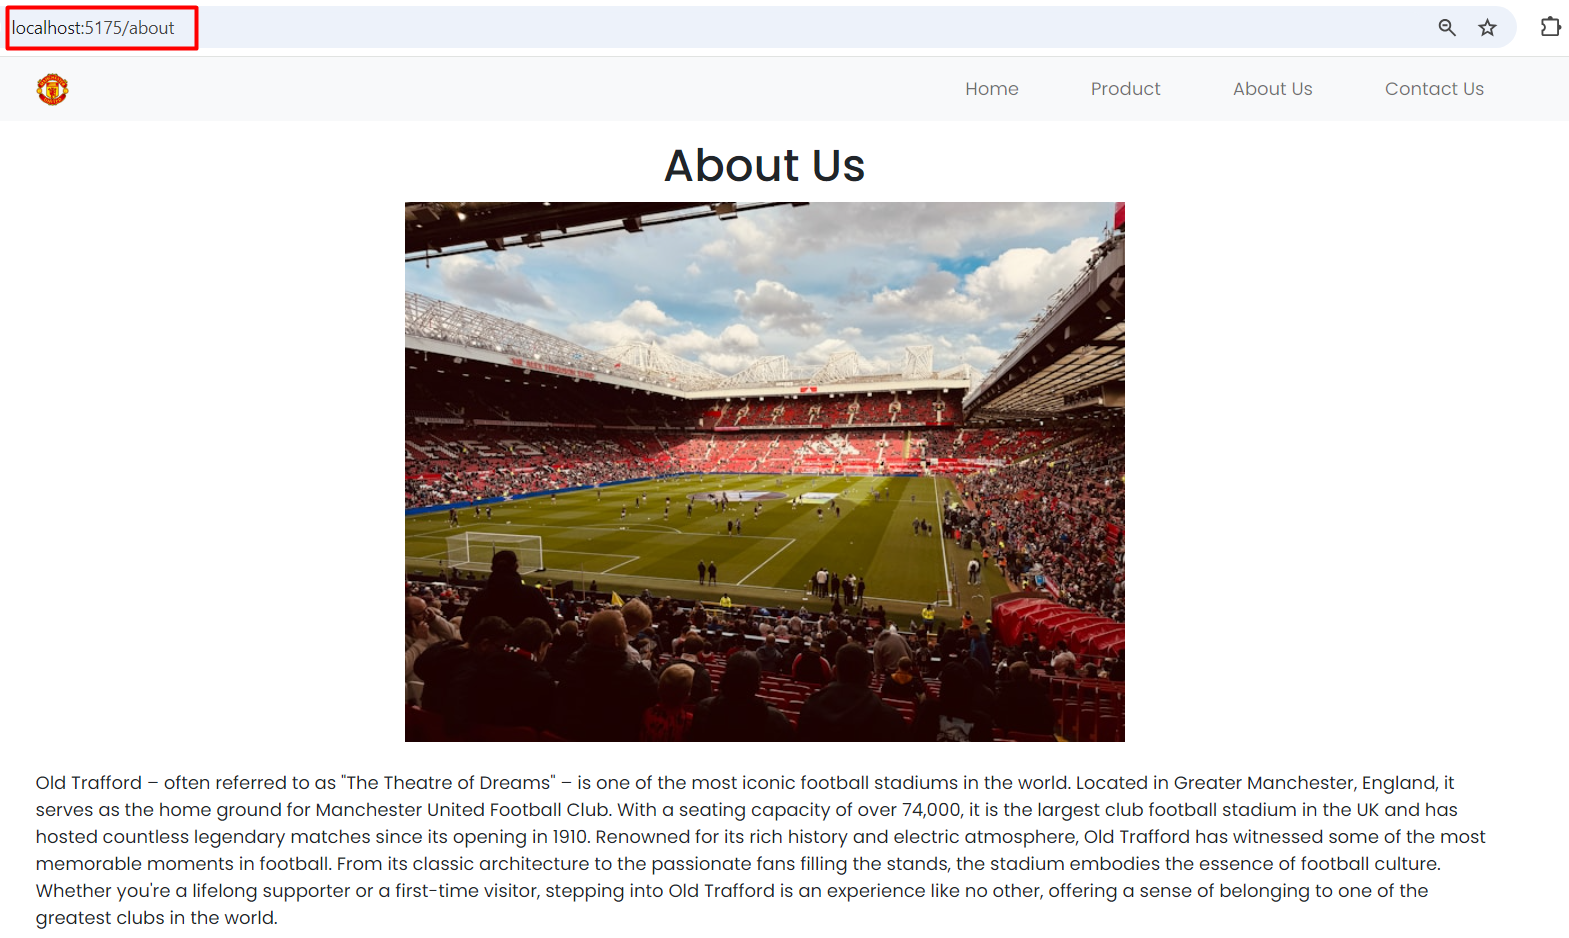 localhost:5175/about
Home Product About Us Contact Us
About Us
SIR ALEX FERGUSON STAND
Old Trafford – often referred to as "The Theatre of Dreams" – is one of the most iconic football stadiums in the world. Located in Greater Manchester, England, it
serves as the home ground for Manchester United Football Club. With a seating capacity of over 74,000, it is the largest club football stadium in the UK and has
hosted countless legendary matches since its opening in 1910. Renowned for its rich history and electric atmosphere, Old Trafford has witnessed some of the most
memorable moments in football. From its classic architecture to the passionate fans filling the stands, the stadium embodies the essence of football culture.
Whether you're a lifelong supporter or a first-time visitor, stepping into Old Trafford is an experience like no other, offering a sense of belonging to one of the
greatest clubs in the world.